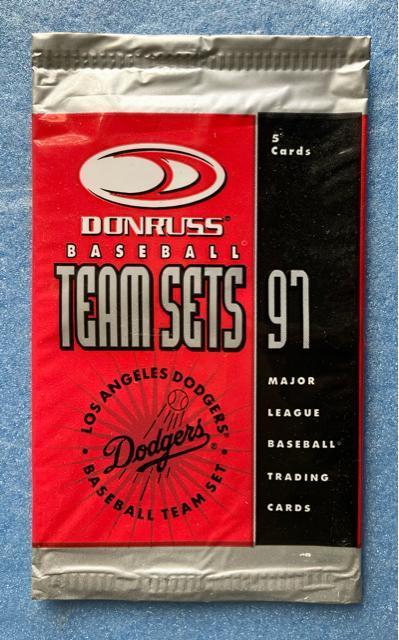 5
Cards
DONRUSS®
BASEBALL
TEAM SETS 97
LOS ANGELES DODGERS®
Dodgers®
• BASEBALL TEAM SET •
MAJOR
LEAGUE
BASEBALL®
TRADING
CARDS